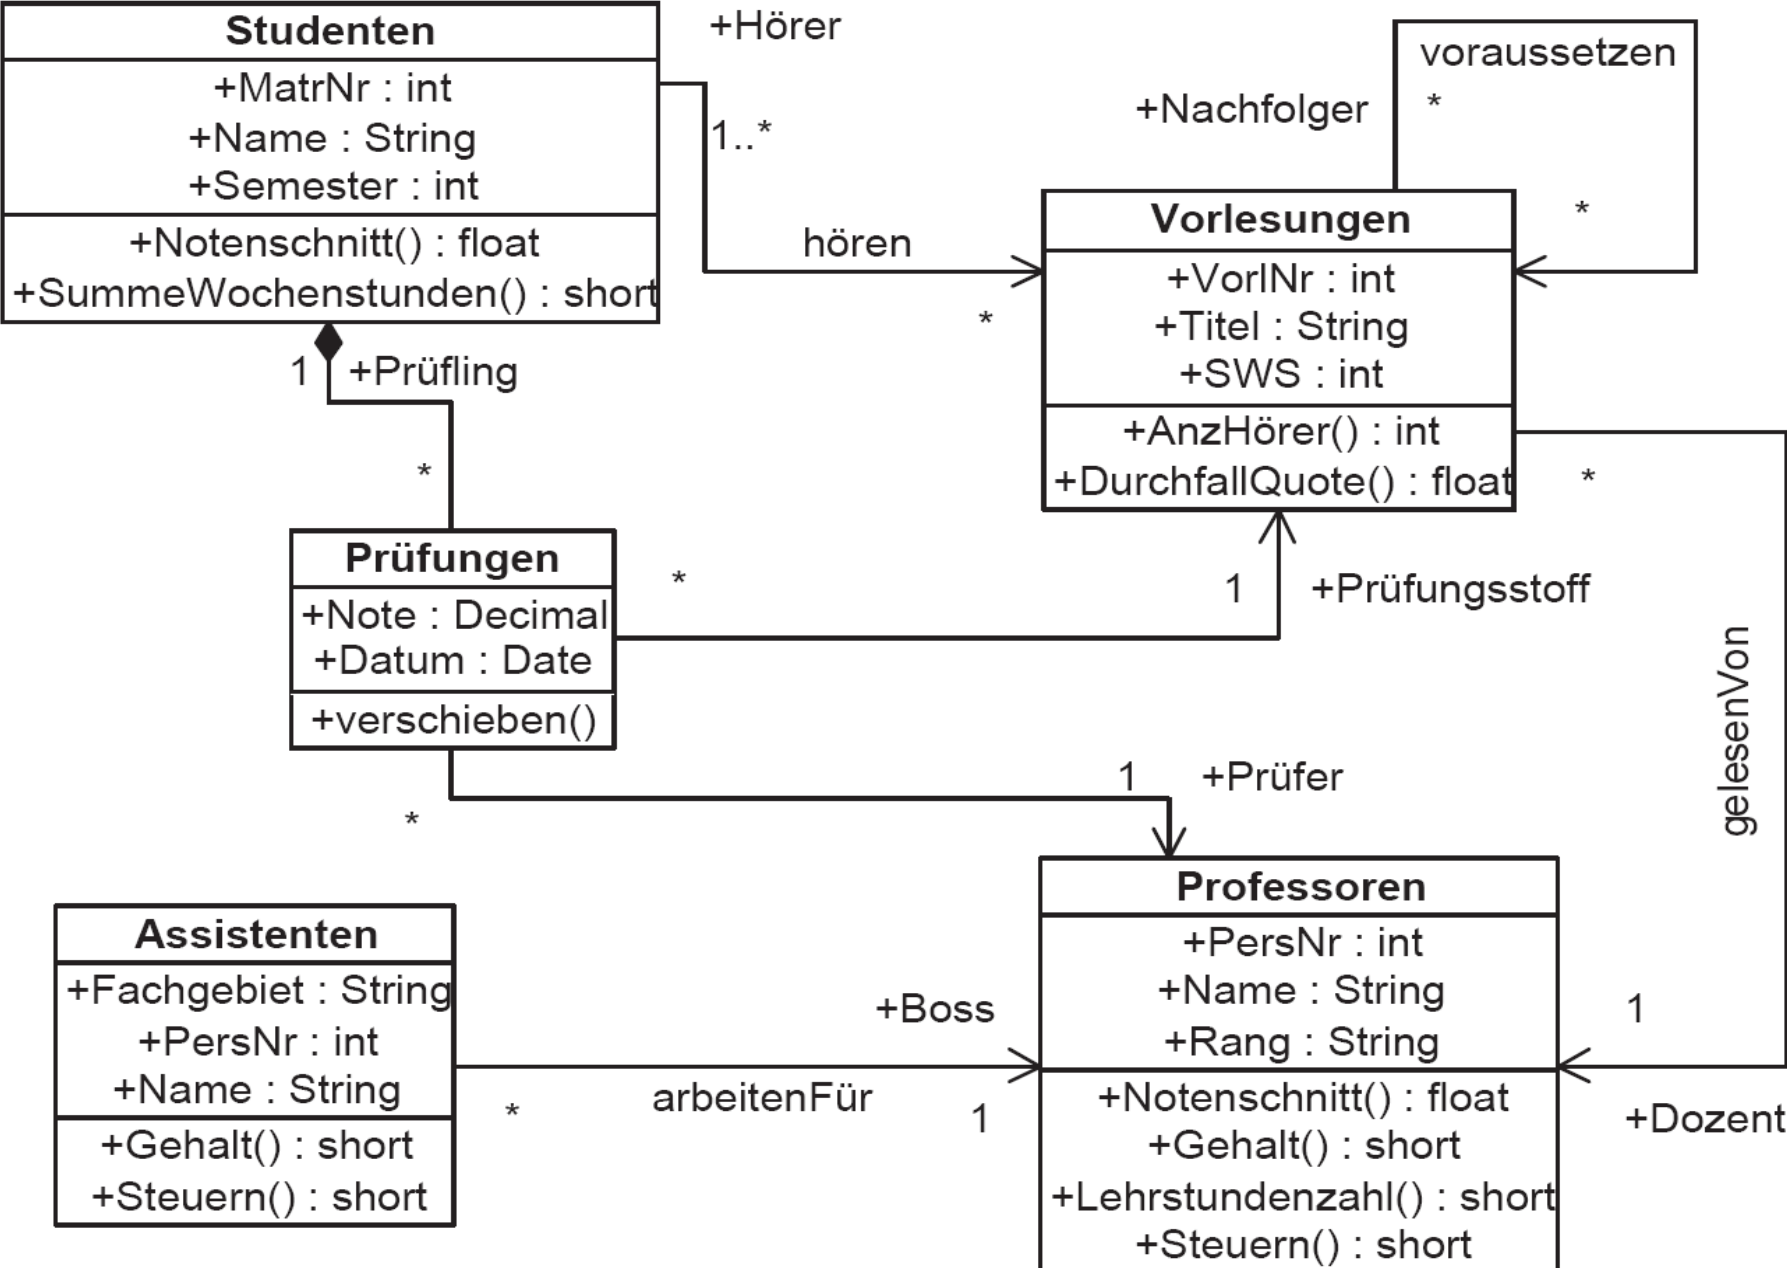 Studenten
+MatrNr : int
+Name : String
+Semester : int
+Notenschnitt() : float
+SummeWochenstunden() : short
+Hörer
1..*
hören
*
voraussetzen
+Nachfolger
*
*
Vorlesungen
+VorlNr : int
+Titel : String
+SWS : int
+AnzHörer() : int
+DurchfallQuote() : float
*
1
+Prüfling
*
Prüfungen
+Note : Decimal
+Datum : Date
+verschieben()
*
1
+Prüfungsstoff
gelesenVon
*
1
+Prüfer
Assistenten
+Fachgebiet : String
+PersNr : int
+Name : String
+Gehalt() : short
+Steuern() : short
+Boss
*
arbeitenFür
1
Professoren
+PersNr : int
+Name : String
+Rang : String
+Notenschnitt() : float
+Gehalt() : short
+Lehrstundenzahl() : short
+Steuern() : short
1
+Dozent